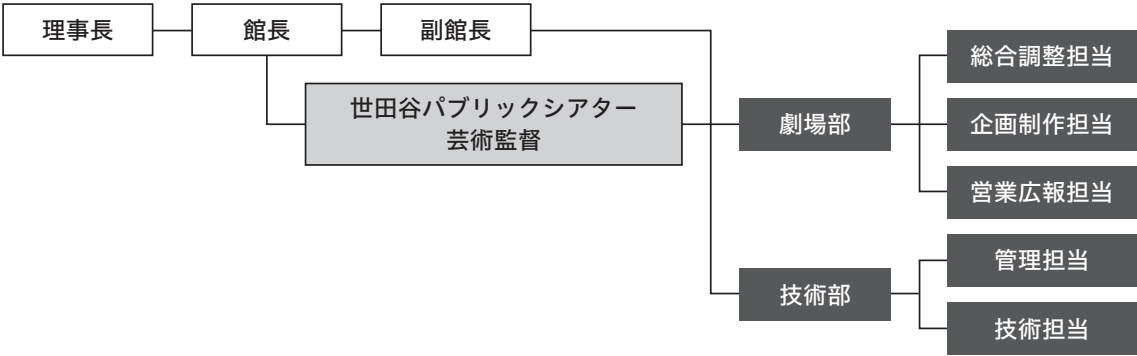 理事長
館長
副館長
世田谷パブリックシアター
芸術監督
劇場部
総合調整担当
企画制作担当
営業広報担当
技術部
管理担当
技術担当